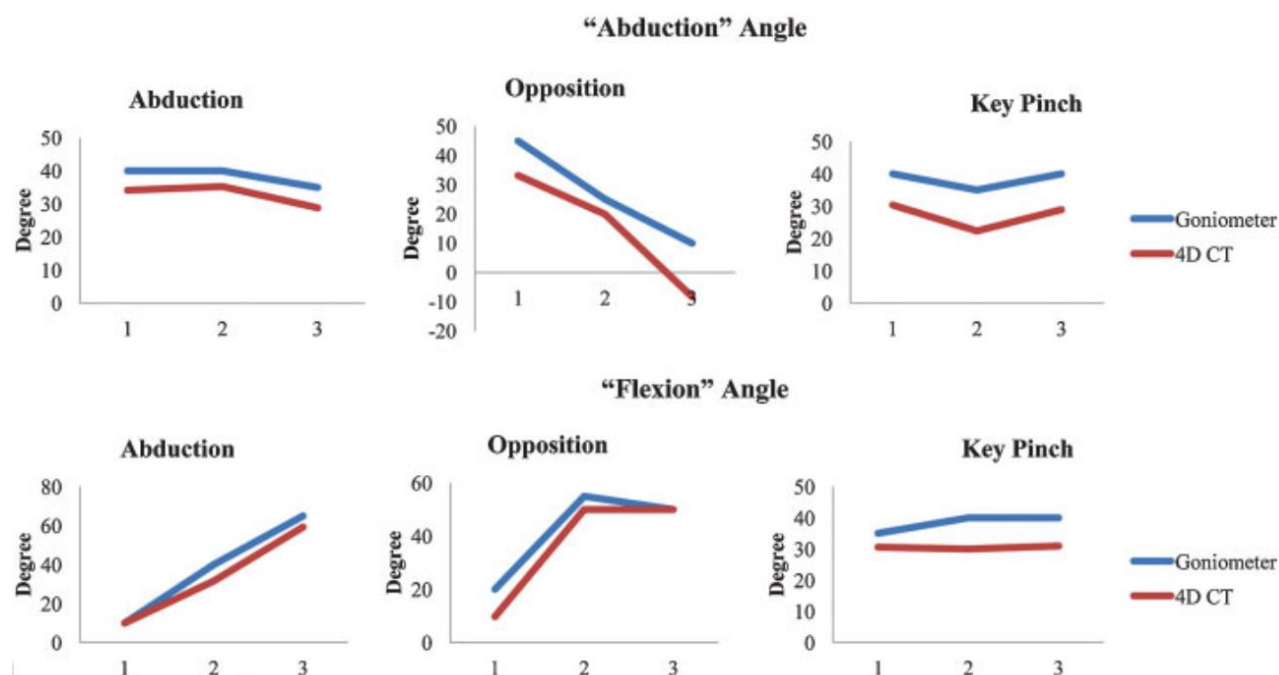 “Abduction” Angle
Abduction
50
40
30
20
10
0
Degree
1 2 3
Opposition
50
40
30
20
10
0
-10
-20
Degree
1 2 3
Key Pinch
50
40
30
20
10
0
Degree
1 2 3
Goniometer
4D CT
“Flexion” Angle
Abduction
80
60
40
20
0
Degree
1 2 3
Opposition
60
40
20
0
Degree
1 2 3
Key Pinch
50
40
30
20
10
0
Degree
1 2 3
Goniometer
4D CT